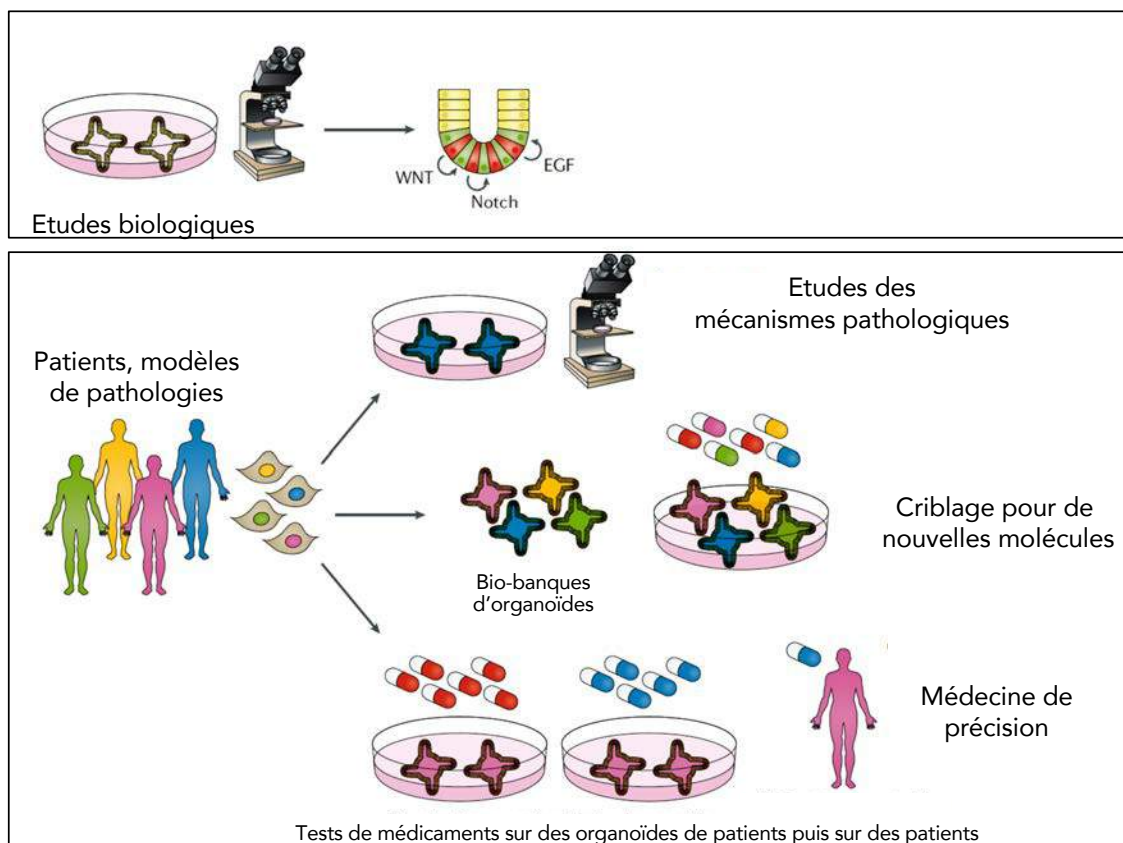 WNT
EGF
Notch
Etudes biologiques
Etudes des
mécanismes pathologiques
Patients, modèles
de pathologies
Criblage pour de
nouvelles molécules
Bio-banques
d'organoïdes
Médecine de
précision
Tests de médicaments sur des organoïdes de patients puis sur des patients